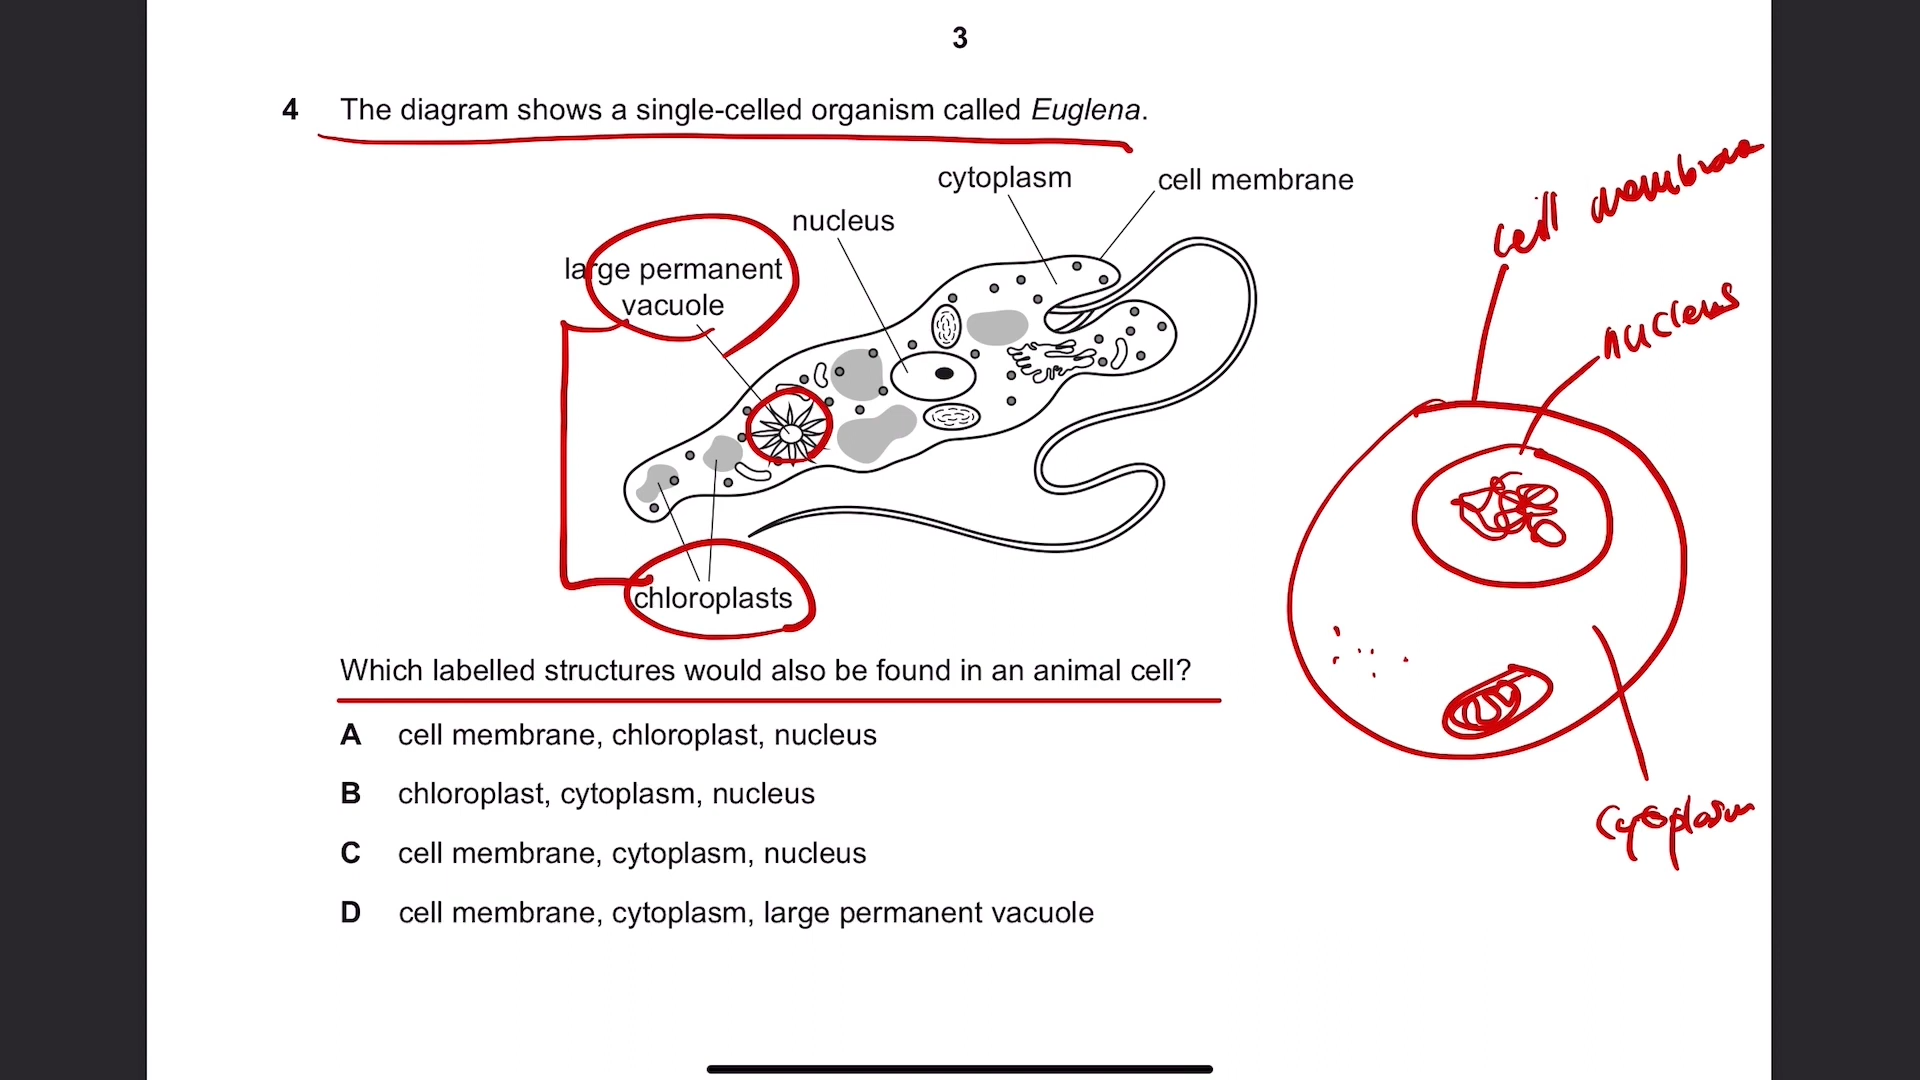 3
4 The diagram shows a single-celled organism called Euglena.
cytoplasm
cell membrane
nucleus
large permanent
vacuole
chloroplasts
cell membrane
nucleus
cytoplasm
Which labelled structures would also be found in an animal cell?
A cell membrane, chloroplast, nucleus
B chloroplast, cytoplasm, nucleus
C cell membrane, cytoplasm, nucleus
D cell membrane, cytoplasm, large permanent vacuole